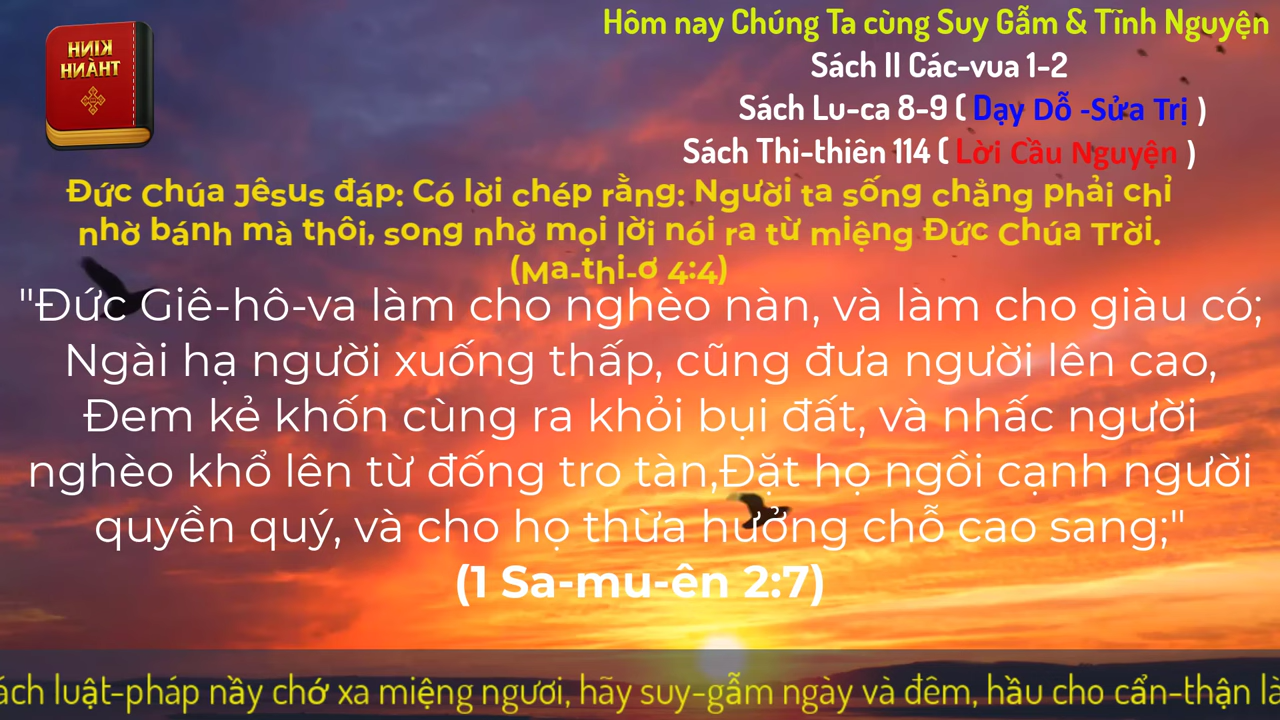 KINH
THÀNH
Hôm nay Chúng Ta cùng Suy Gẫm & Tĩnh Nguyện
Sách II Các-vua 1-2
Sách Lu-ca 8-9 ( Dạy Dỗ -Sửa Trị )
Sách Thi-thiên 114 ( Lời Cầu Nguyện )
Đức Chúa Jêsus đáp: Có lời chép rằng: Người ta sống chẳng phải chỉ
nhờ bánh mà thôi, song nhờ mọi lời nói ra từ miệng Đức Chúa Trời.
(Ma-thi-ơ 4:4)
"Đức Giê-hô-va làm cho nghèo nàn, và làm cho giàu có;
Ngài hạ người xuống thấp, cũng đưa người lên cao,
Đem kẻ khốn cùng ra khỏi bụi đất, và nhấc người
nghèo khổ lên từ đống tro tàn,Đặt họ ngồi cạnh người
quyền quý, và cho họ thừa hưởng chỗ cao sang;"
(1 Sa-mu-ên 2:7)
ách luật-pháp nầy chớ xa miệng ngươi, hãy suy-gẫm ngày và đêm, hầu cho cẩn-thận là